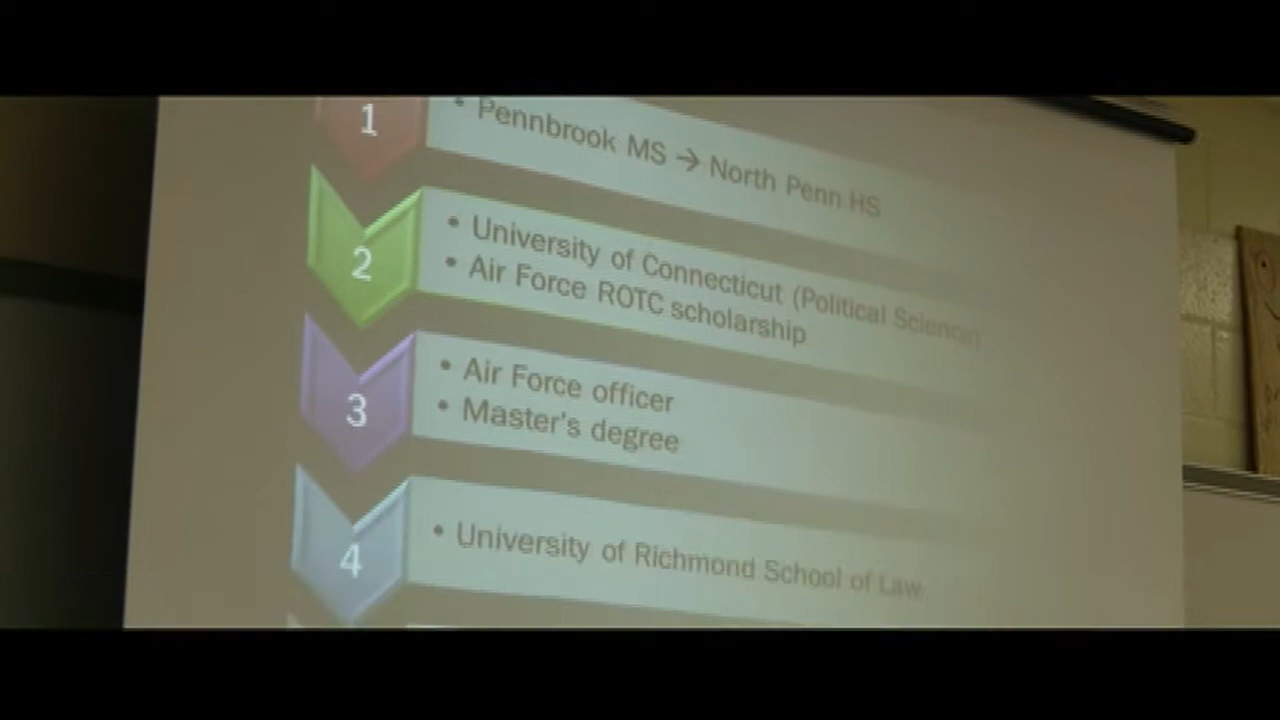 1
• Pennbrook MS → North Penn HS
2
• University of Connecticut (Political Science)
• Air Force ROTC scholarship
3
• Air Force officer
• Master's degree
4
• University of Richmond School of Law